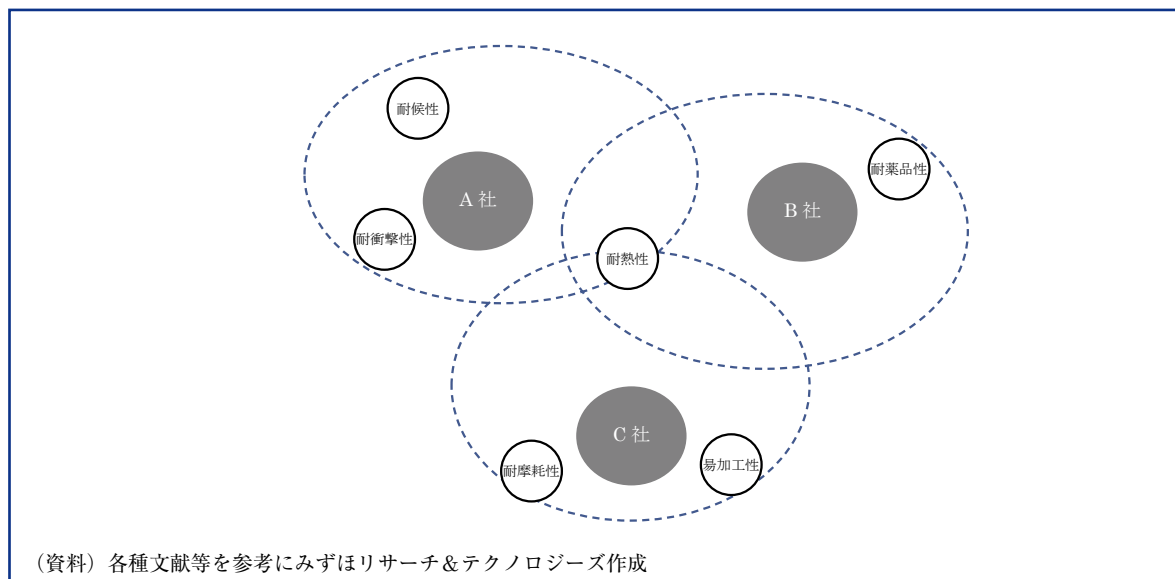 耐候性
A 社
耐衝撃性
B 社
耐薬品性
耐熱性
C 社
耐摩耗性
易加工性
（資料）各種文献等を参考にみずほリサーチ＆テクノロジーズ作成